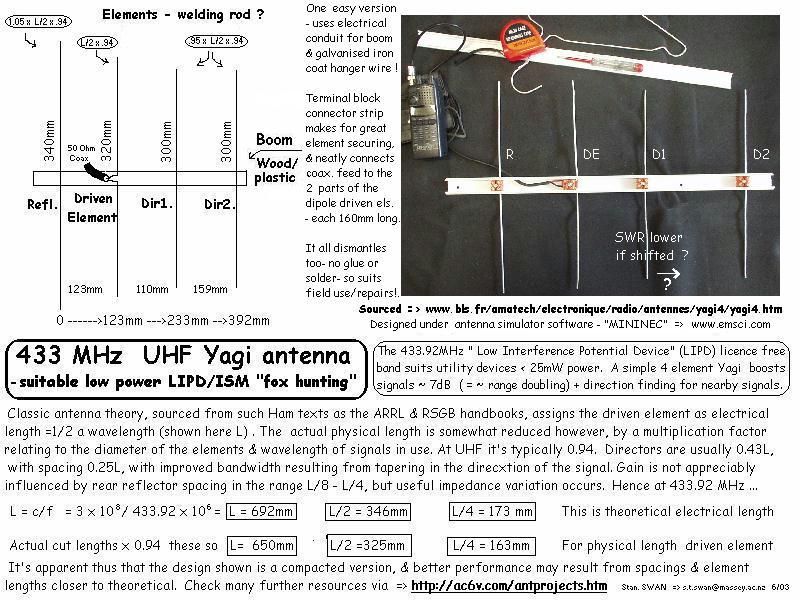 Elements - welding rod ?
1.05 x L/2 x .94
L/2 x .94
.95 x L/2 x .94
340mm
320mm
300mm
300mm
50 Ohm
Coax
Boom
Wood/
plastic
Refl.
Driven
Element
Dir1.
Dir2.
123mm
110mm
159mm
0 ------>123mm --->233mm -->392mm
One easy version
- uses electrical
conduit for boom
& galvanised iron
coat hanger wire !
Terminal block
connector strip
makes for great
element securing,
& neatly connects
coax. feed to the
2 parts of the
dipole driven els.
- each 160mm long.
It all dismantles
too- no glue or
solder- so suits
field use/repairs!.
R
DE
D1
D2
SWR lower
if shifted ?
?
Sourced => www.bls.fr/amatech/electronique/radio/antennes/yagi4/yagi4.htm
Designed under antenna simulator software - "MININEC" => www.emsci.com
433 MHz UHF Yagi antenna
-suitable low power LIPD/ISM "fox hunting"
The 433.92MHz " Low Interference Potential Device" (LIPD) licence free
band suits utility devices < 25mW power. A simple 4 element Yagi boosts
signals ~ 7dB ( = ~ range doubling) + direction finding for nearby signals.
Classic antenna theory, sourced from such Ham texts as the ARRL & RSGB handbooks, assigns the driven element as electrical
length =1/2 a wavelength (shown here L) . The actual physical length is somewhat reduced however, by a multiplication factor
relating to the diameter of the elements & wavelength of signals in use. At UHF it's typically 0.94. Directors are usually 0.43L,
with spacing 0.25L, with improved bandwidth resulting from tapering in the direcxtion of the signal. Gain is not appreciably
influenced by rear reflector spacing in the range L/8 - L/4, but useful impedance variation occurs. Hence at 433.92 MHz ...
L = c/f = 3 x 10⁸/ 433.92 x 10⁶ = L = 692mm L/2 = 346mm L/4 = 173 mm This is theoretical electrical length
Actual cut lengths x 0.94 these so L= 650mm L/2 =325mm L/4 = 163mm For physical length driven element
It's apparent thus that the design shown is a compacted version, & better performance may result from spacings & element
lengths closer to theoretical. Check many further resources via => http://ac6v.com/antprojects.htm Stan. SWAN => s.t.swan@massey.ac.nz 6/03